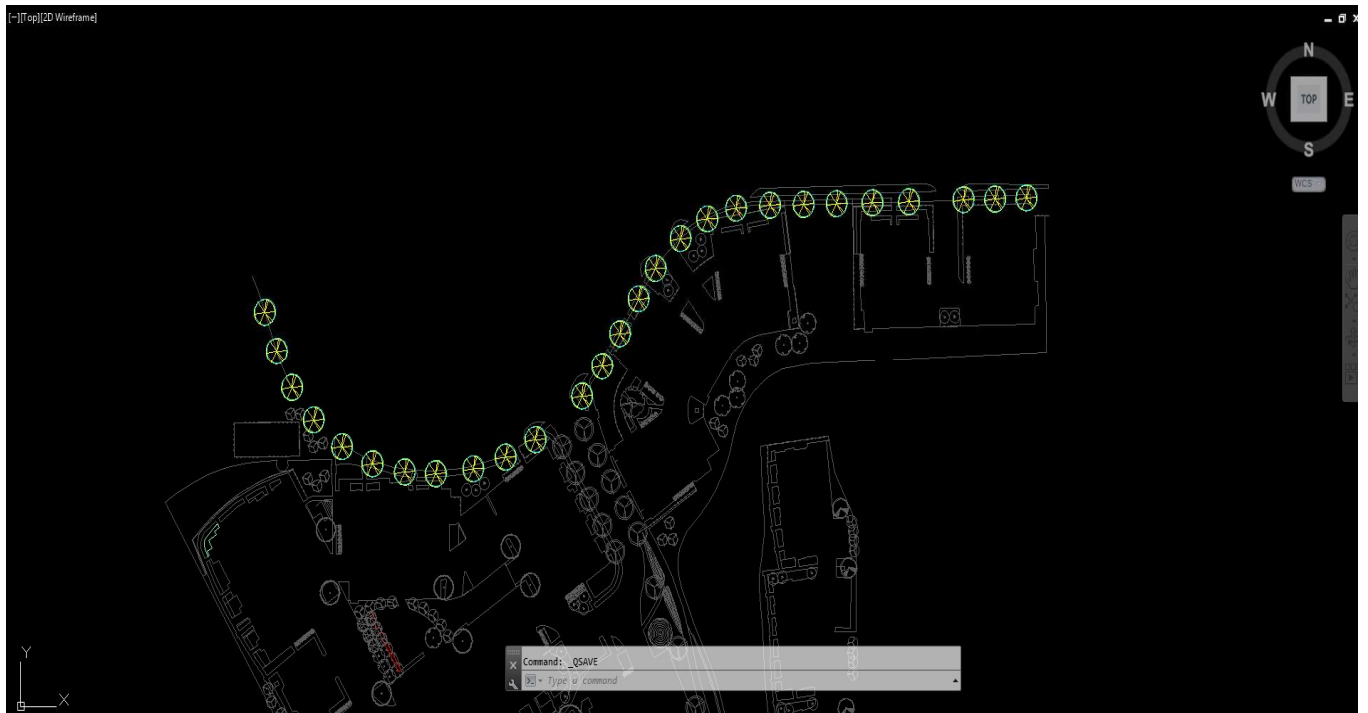 [−][Top][2D Wireframe]
N
W TOP E
S
WCS
Command: _QSAVE
Type a command
Y
X